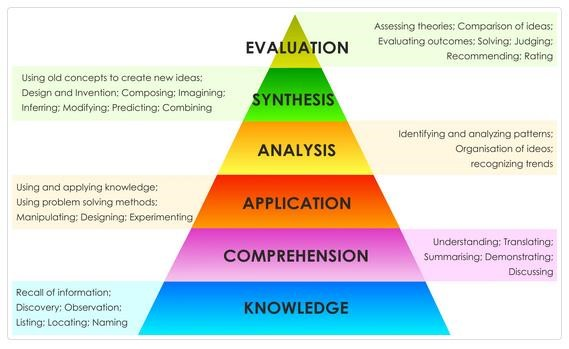 EVALUATION
Assessing theories; Comparison of ideas;
Evaluating outcomes; Solving; Judging;
Recommending; Rating
Using old concepts to create new ideas;
Design and Invention; Composing; Imagining;
Inferring; Modifying; Predicting; Combining
SYNTHESIS
ANALYSIS
Identifying and analyzing patterns;
Organisation of ideas;
recognizing trends
Using and applying knowledge;
Using problem solving methods;
Manipulating; Designing; Experimenting
APPLICATION
COMPREHENSION
Understanding; Translating;
Summarising; Demonstrating;
Discussing
Recall of information;
Discovery; Observation;
Listing; Locating; Naming
KNOWLEDGE